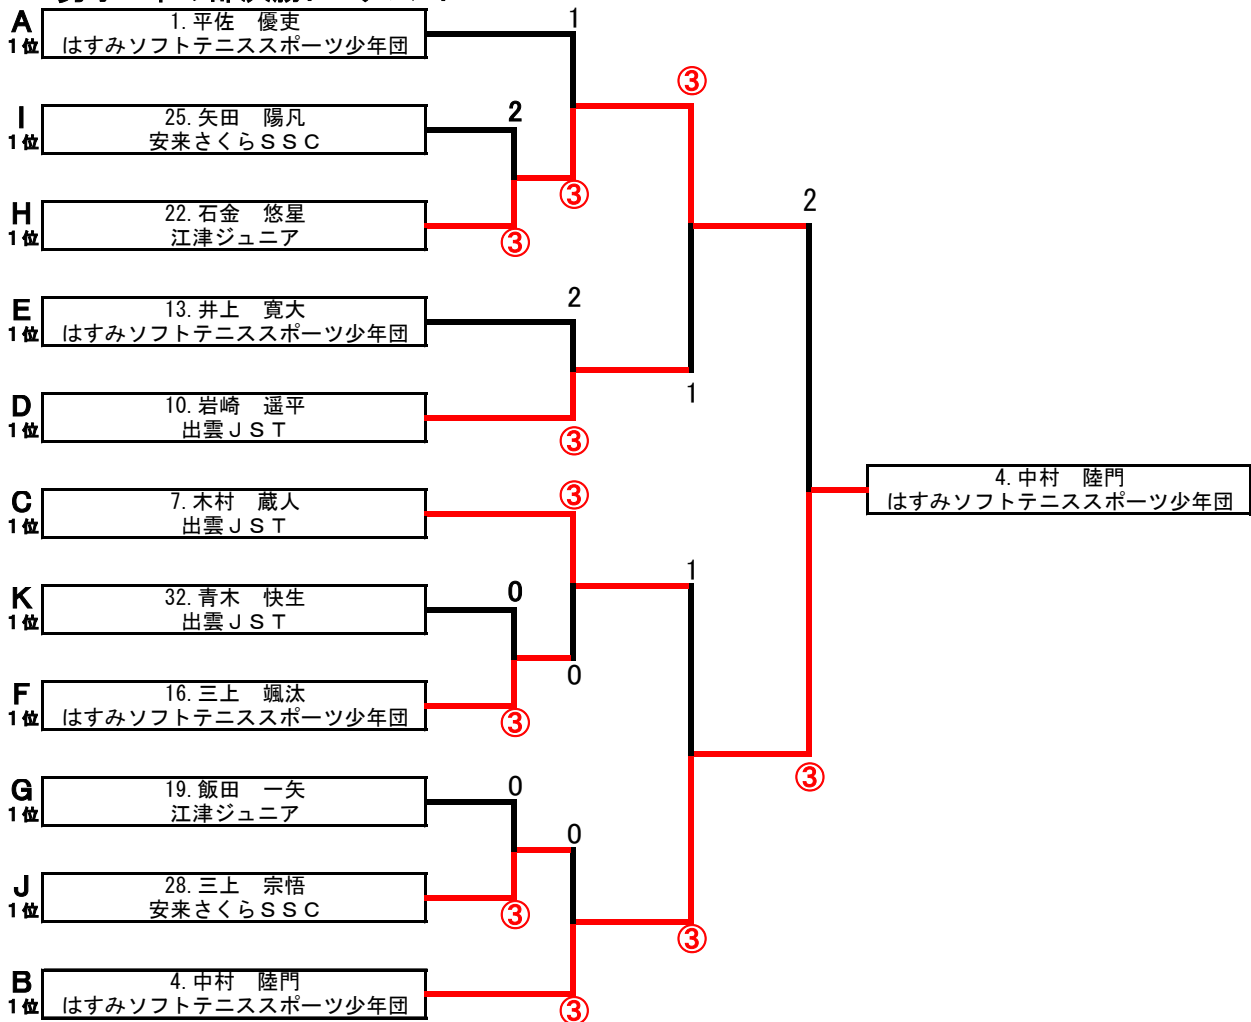 A
1位
1. 平佐　優吏
はすみソフトテニススポーツ少年団
1
I
1位
25. 矢田　陽凡
安来さくらＳＳＣ
2
③
③
H
1位
22. 石金　悠星
江津ジュニア
③
2
E
1位
13. 井上　寛大
はすみソフトテニススポーツ少年団
2
1
D
1位
10. 岩崎　遥平
出雲ＪＳＴ
③
4. 中村　陸門
はすみソフトテニススポーツ少年団
C
1位
7. 木村　蔵人
出雲ＪＳＴ
③
1
K
1位
32. 青木　快生
出雲ＪＳＴ
0
0
F
1位
16. 三上　颯汰
はすみソフトテニススポーツ少年団
③
③
G
1位
19. 飯田　一矢
江津ジュニア
0
0
J
1位
28. 三上　宗悟
安来さくらＳＳＣ
③
③
B
1位
4. 中村　陸門
はすみソフトテニススポーツ少年団
③